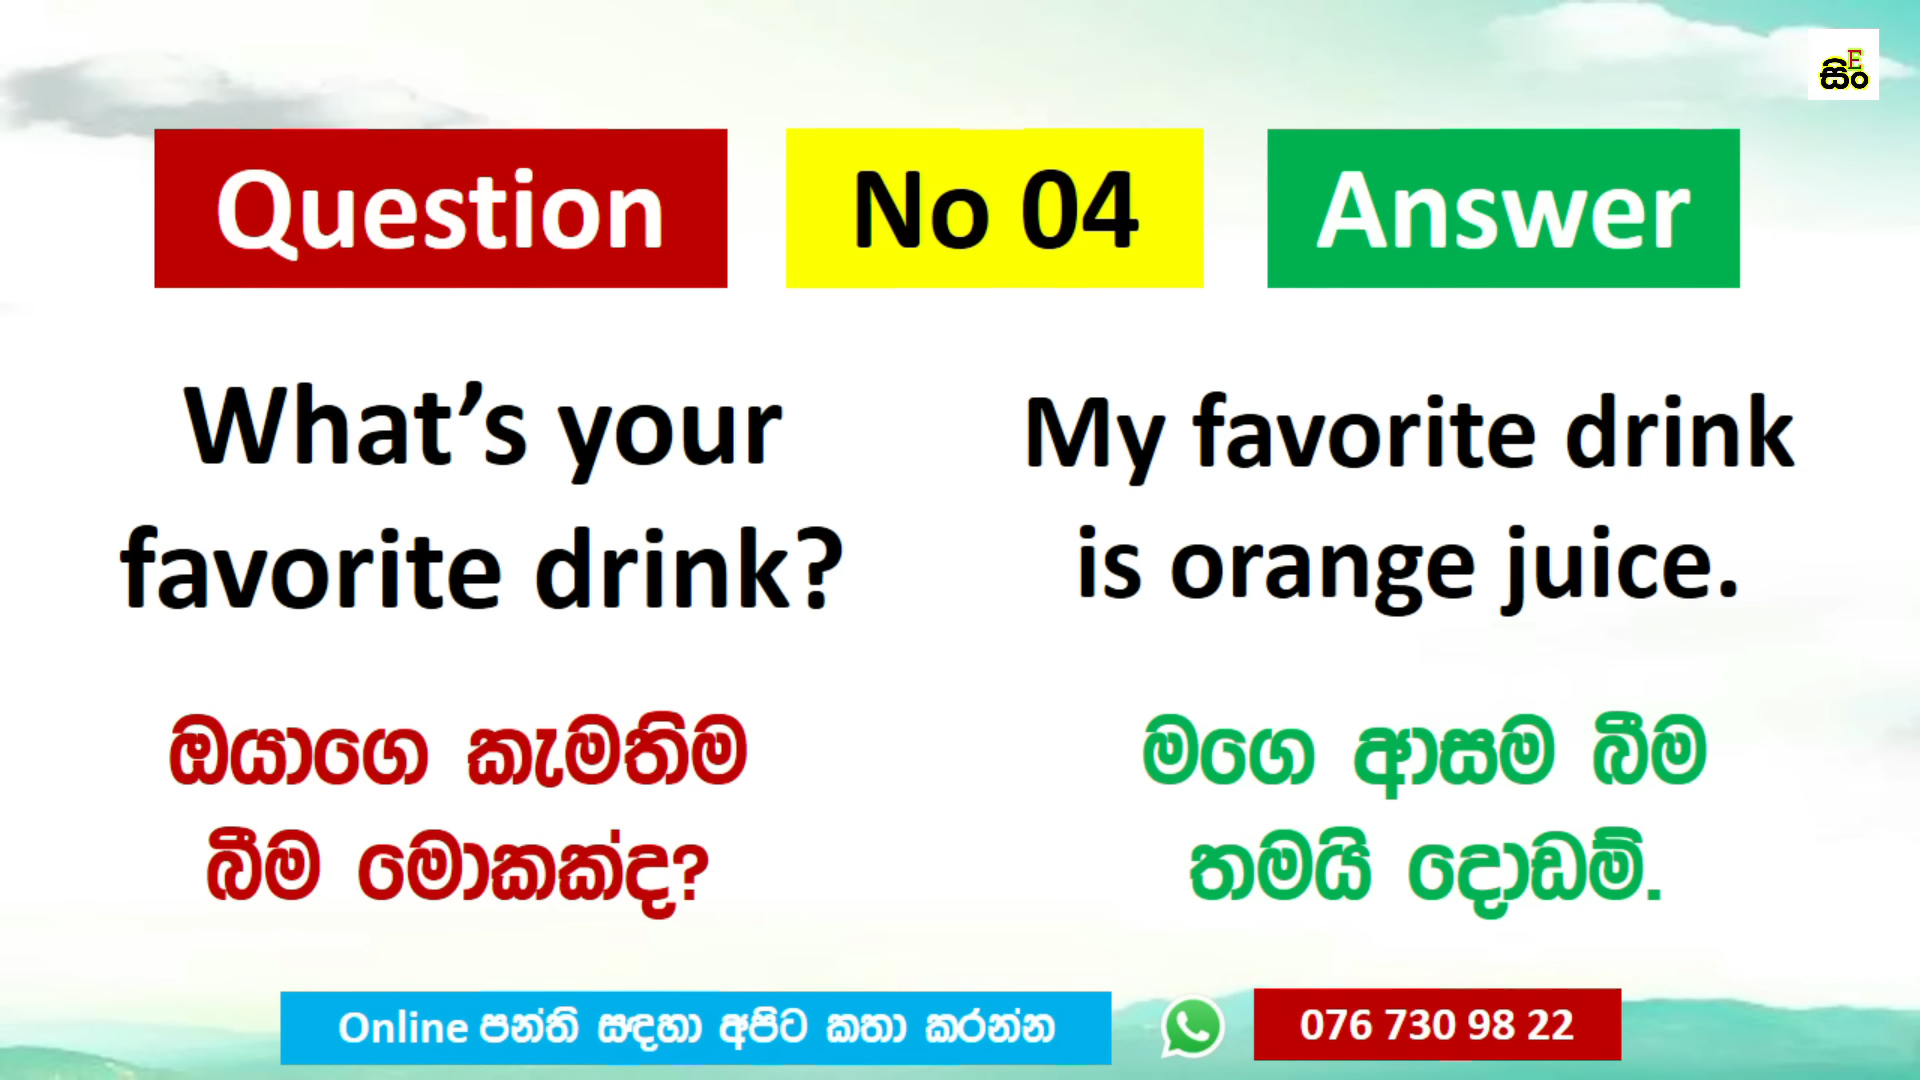 සිං E
Question
No 04
Answer
What's your
favorite drink?
My favorite drink
is orange juice.
ඔයාගෙ කැමතිම
බීම මොකක්ද?
මගෙ ආසම බීම
තමයි දොඩම්.
Online පන්ති සඳහා අපිට කතා කරන්න
076 730 98 22